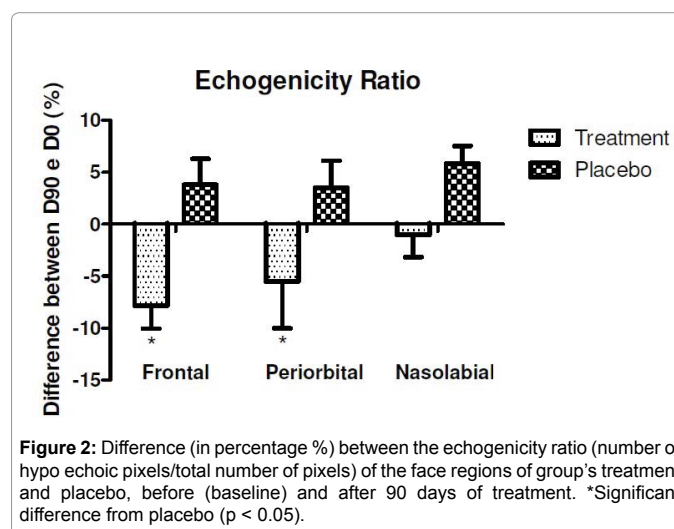 Echogenicity Ratio
Difference between D90 e D0 (%)
10
5
0
-5
-10
-15
Treatment
Placebo
* *
Frontal Periorbital Nasolabial
Figure 2: Difference (in percentage %) between the echogenicity ratio (number o
hypo echoic pixels/total number of pixels) of the face regions of group's treatmen
and placebo, before (baseline) and after 90 days of treatment. *Significan
difference from placebo (p < 0.05).